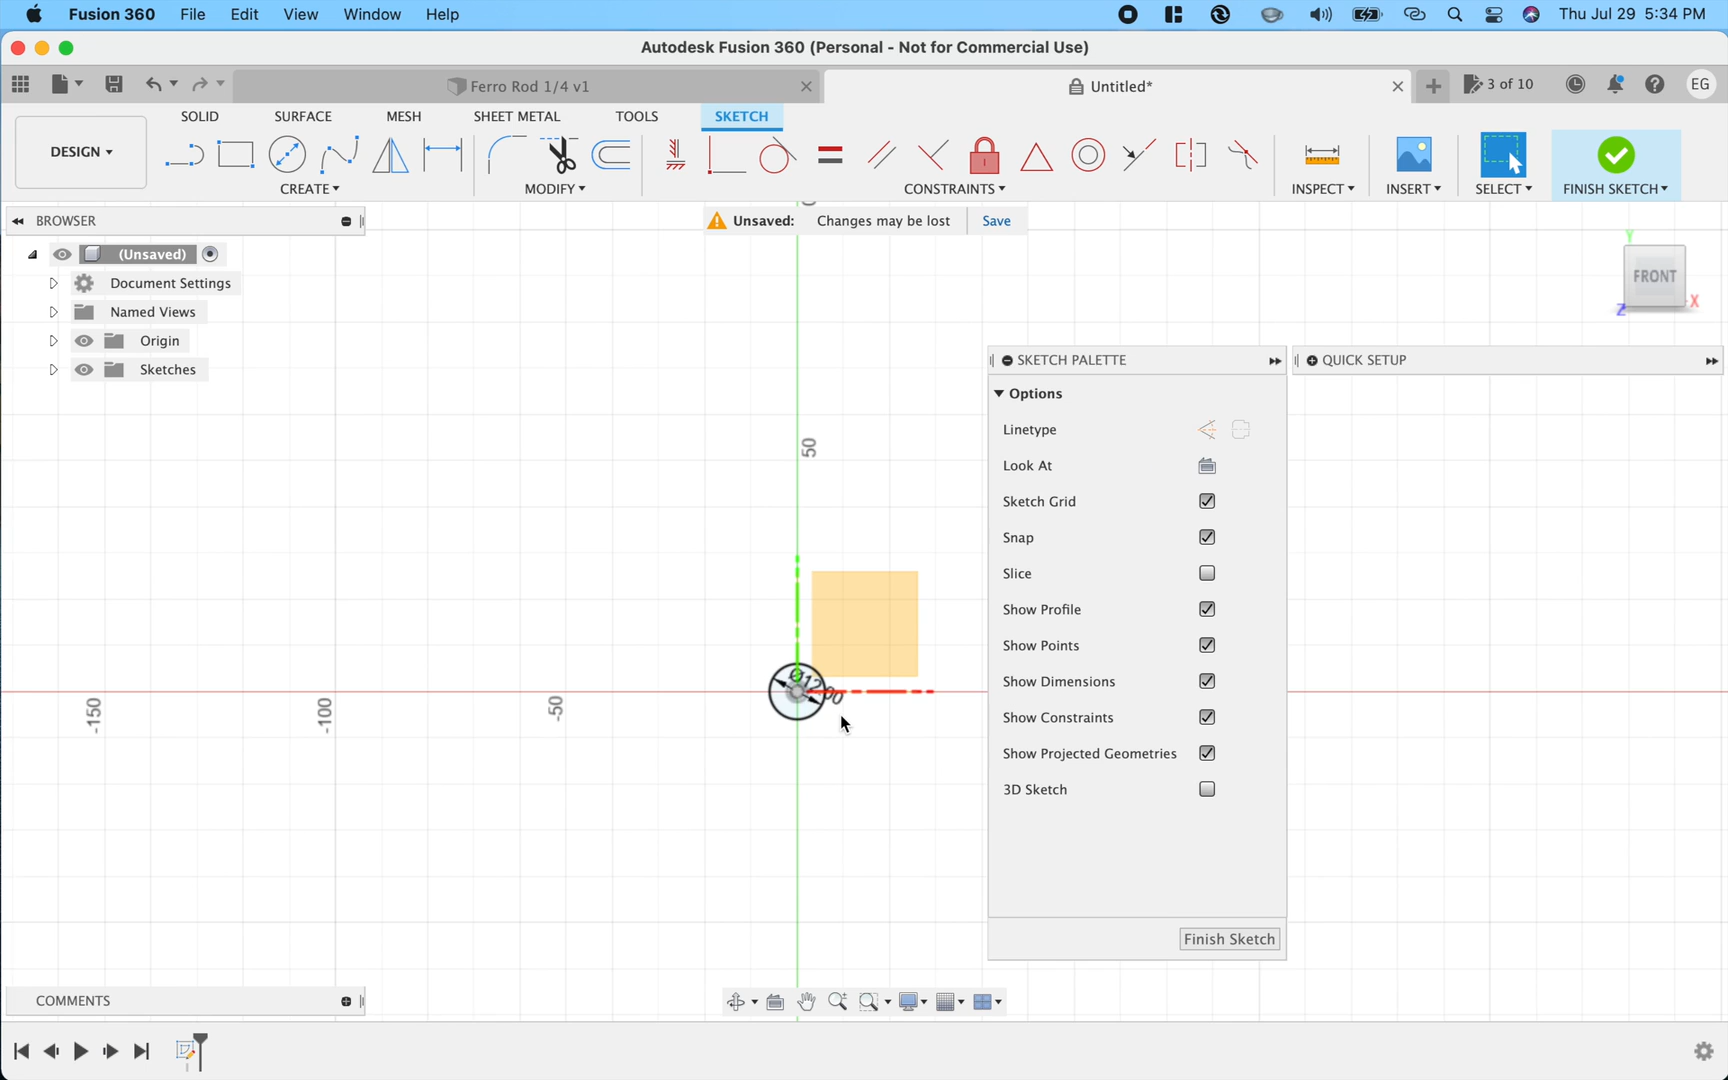 Fusion 360 File Edit View Window Help Thu Jul 29 5:34 PM
Autodesk Fusion 360 (Personal - Not for Commercial Use)
Ferro Rod 1/4 v1 Untitled* 3 of 10 EG
SOLID SURFACE MESH SHEET METAL TOOLS SKETCH
DESIGN
CREATE MODIFY CONSTRAINTS INSPECT INSERT SELECT FINISH SKETCH
BROWSER
Unsaved: Changes may be lost Save
(Unsaved)
Document Settings
Named Views
Origin
Sketches
FRONT
Y
X
Z
SKETCH PALETTE
QUICK SETUP
Options
Linetype
Look At
Sketch Grid
Snap
Slice
Show Profile
Show Points
Show Dimensions
Show Constraints
Show Projected Geometries
3D Sketch
Finish Sketch
50
Ø12.00
-150
-100
-50
COMMENTS